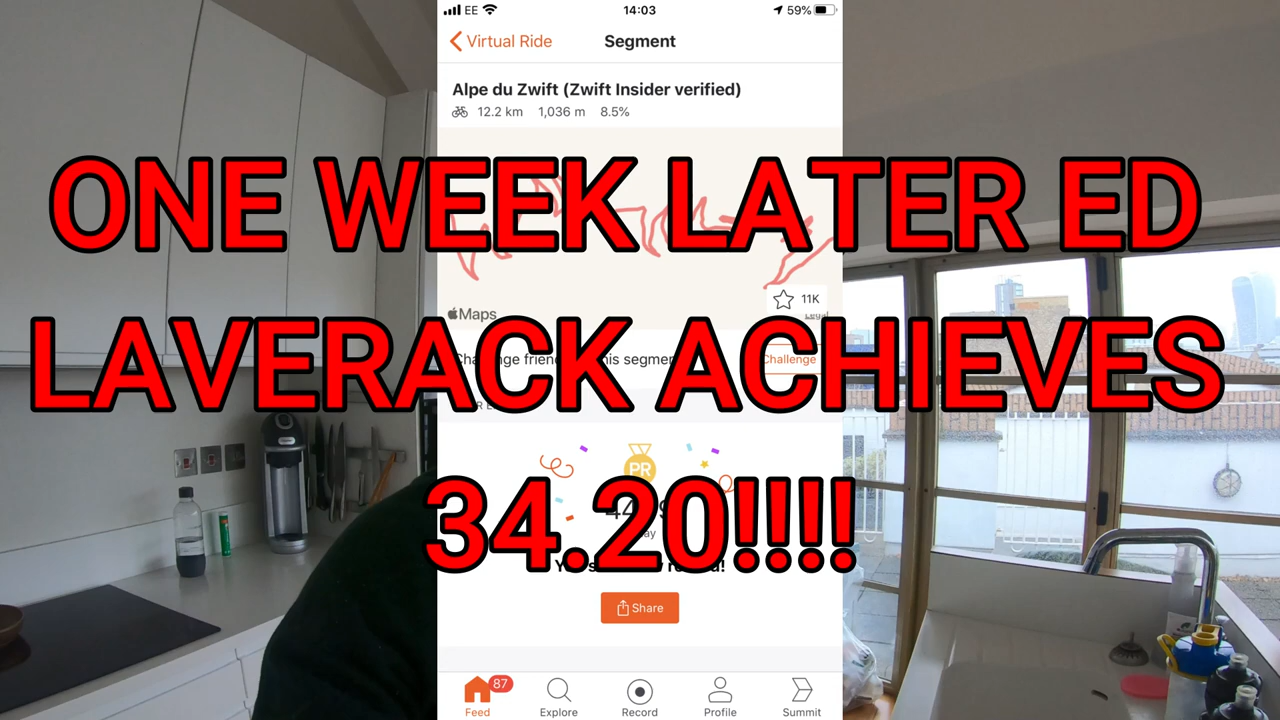 EE
14:03
59%
Virtual Ride
Segment
Alpe du Zwift (Zwift Insider verified)
12.2 km 1,036 m 8.5%
ONE WEEK LATER ED
11K
Maps
LAVERACK ACHIEVES
Challenge
PR
34.20!!!!
Share
87
Feed
Explore
Record
Profile
Summit